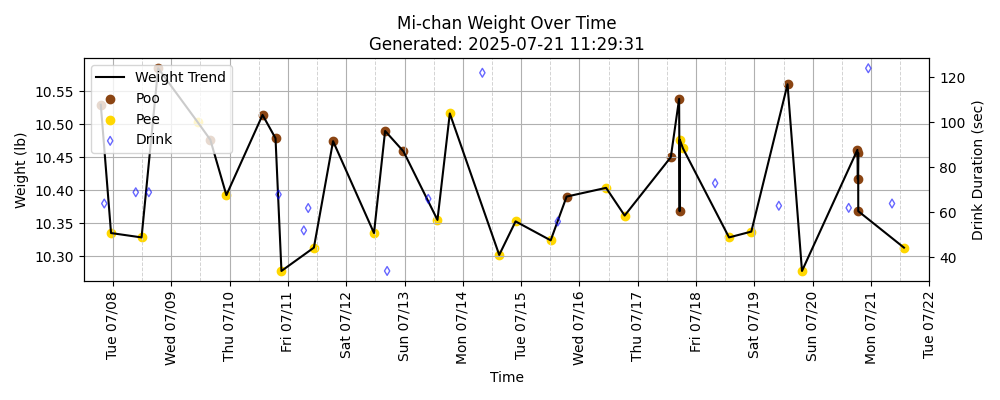 Mi-chan Weight Over Time
Generated: 2025-07-21 11:29:31
Weight Trend
Poo
Pee
Drink
Weight (lb)
10.55
10.50
10.45
10.40
10.35
10.30
120
100
80
60
40
Drink Duration (sec)
Tue 07/08
Wed 07/09
Thu 07/10
Fri 07/11
Sat 07/12
Sun 07/13
Mon 07/14
Tue 07/15
Wed 07/16
Thu 07/17
Fri 07/18
Sat 07/19
Sun 07/20
Mon 07/21
Tue 07/22
Time